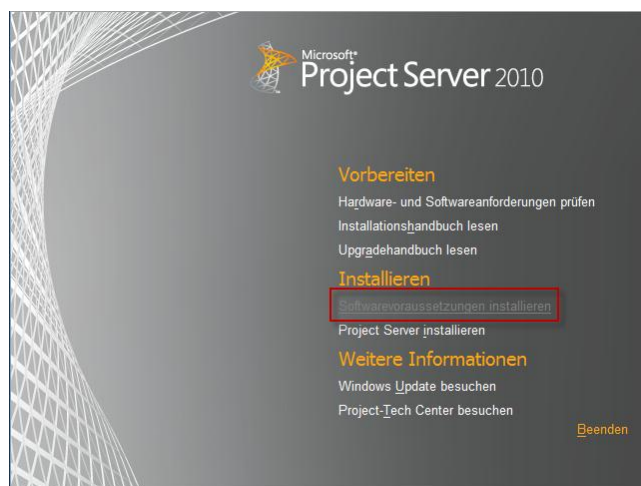 Microsoft®
Project Server 2010
Vorbereiten
Hardware- und Softwareanforderungen prüfen
Installationshandbuch lesen
Upgradehandbuch lesen
Installieren
Softwarevoraussetzungen installieren
Project Server installieren
Weitere Informationen
Windows Update besuchen
Project-Tech Center besuchen
Beenden